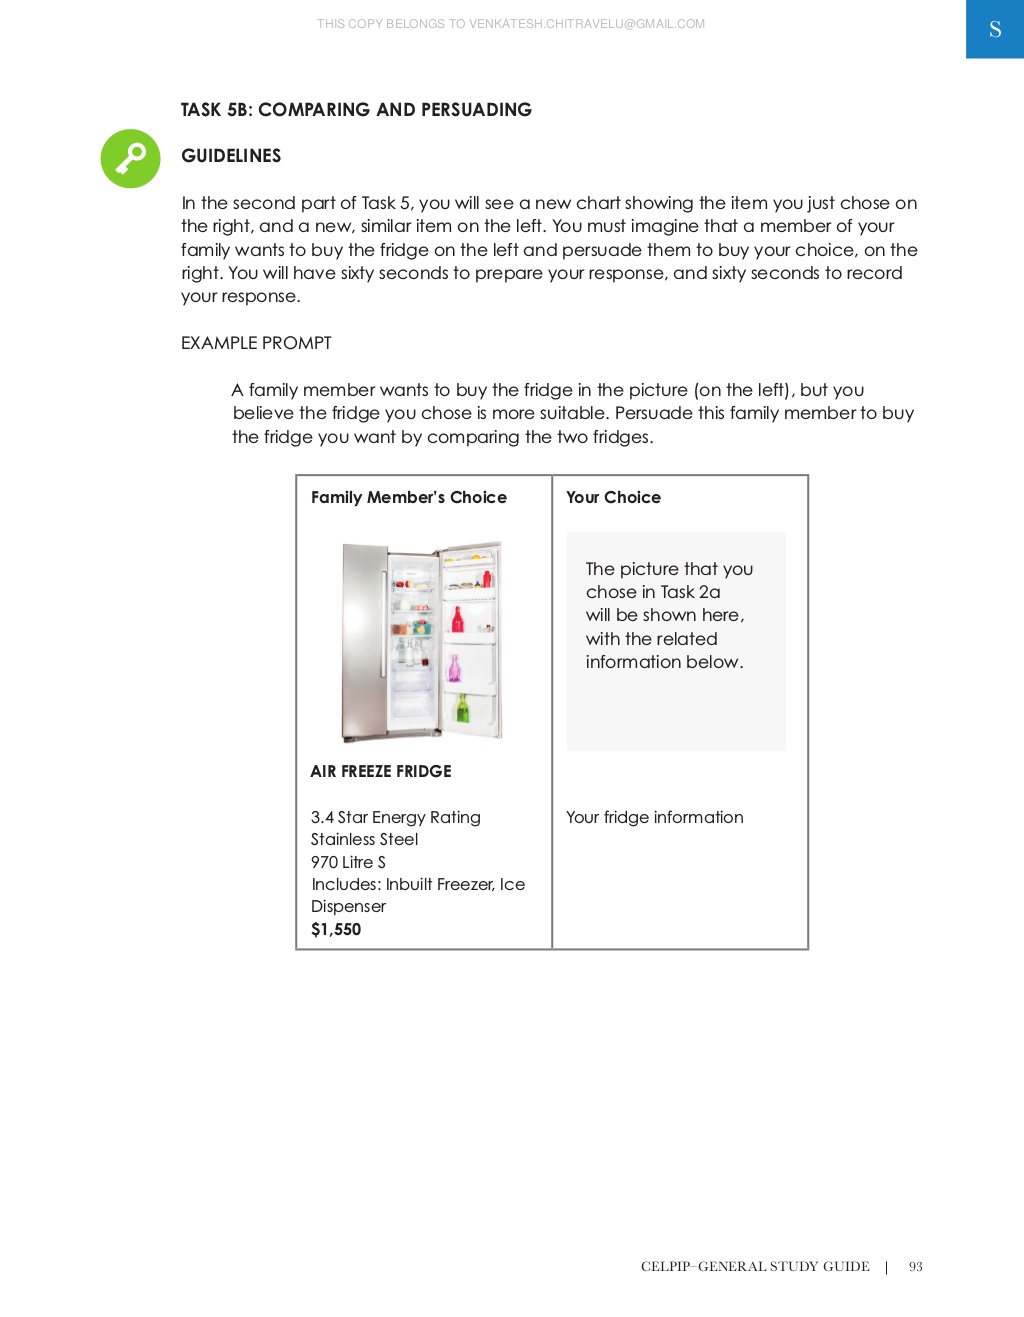 THIS COPY BELONGS TO VENKATESH.CHITRAVELU@GMAIL.COM
S
TASK 5B: COMPARING AND PERSUADING
GUIDELINES
In the second part of Task 5, you will see a new chart showing the item you just chose on
the right, and a new, similar item on the left. You must imagine that a member of your
family wants to buy the fridge on the left and persuade them to buy your choice, on the
right. You will have sixty seconds to prepare your response, and sixty seconds to record
your response.
EXAMPLE PROMPT
A family member wants to buy the fridge in the picture (on the left), but you
believe the fridge you chose is more suitable. Persuade this family member to buy
the fridge you want by comparing the two fridges.
Family Member's Choice
AIR FREEZE FRIDGE
3.4 Star Energy Rating
Stainless Steel
970 Litre S
Includes: Inbuilt Freezer, Ice
Dispenser
$1,550
Your Choice
The picture that you
chose in Task 2a
will be shown here,
with the related
information below.
Your fridge information
CELPIP–GENERAL STUDY GUIDE | 93